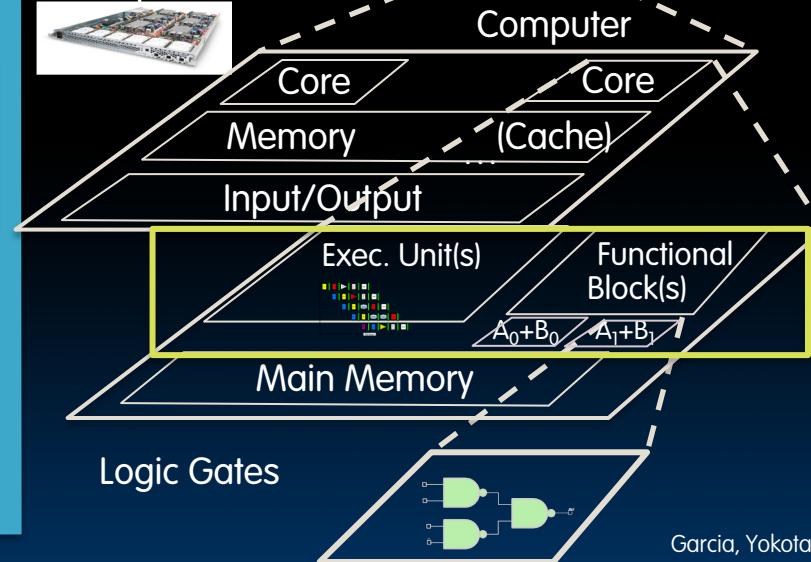 Computer
Core Core
Memory (Cache)
...
Input/Output
Exec. Unit(s) Functional
Block(s)
A₀+B₀ A₁+B₁
Main Memory
Logic Gates
Garcia, Yokota